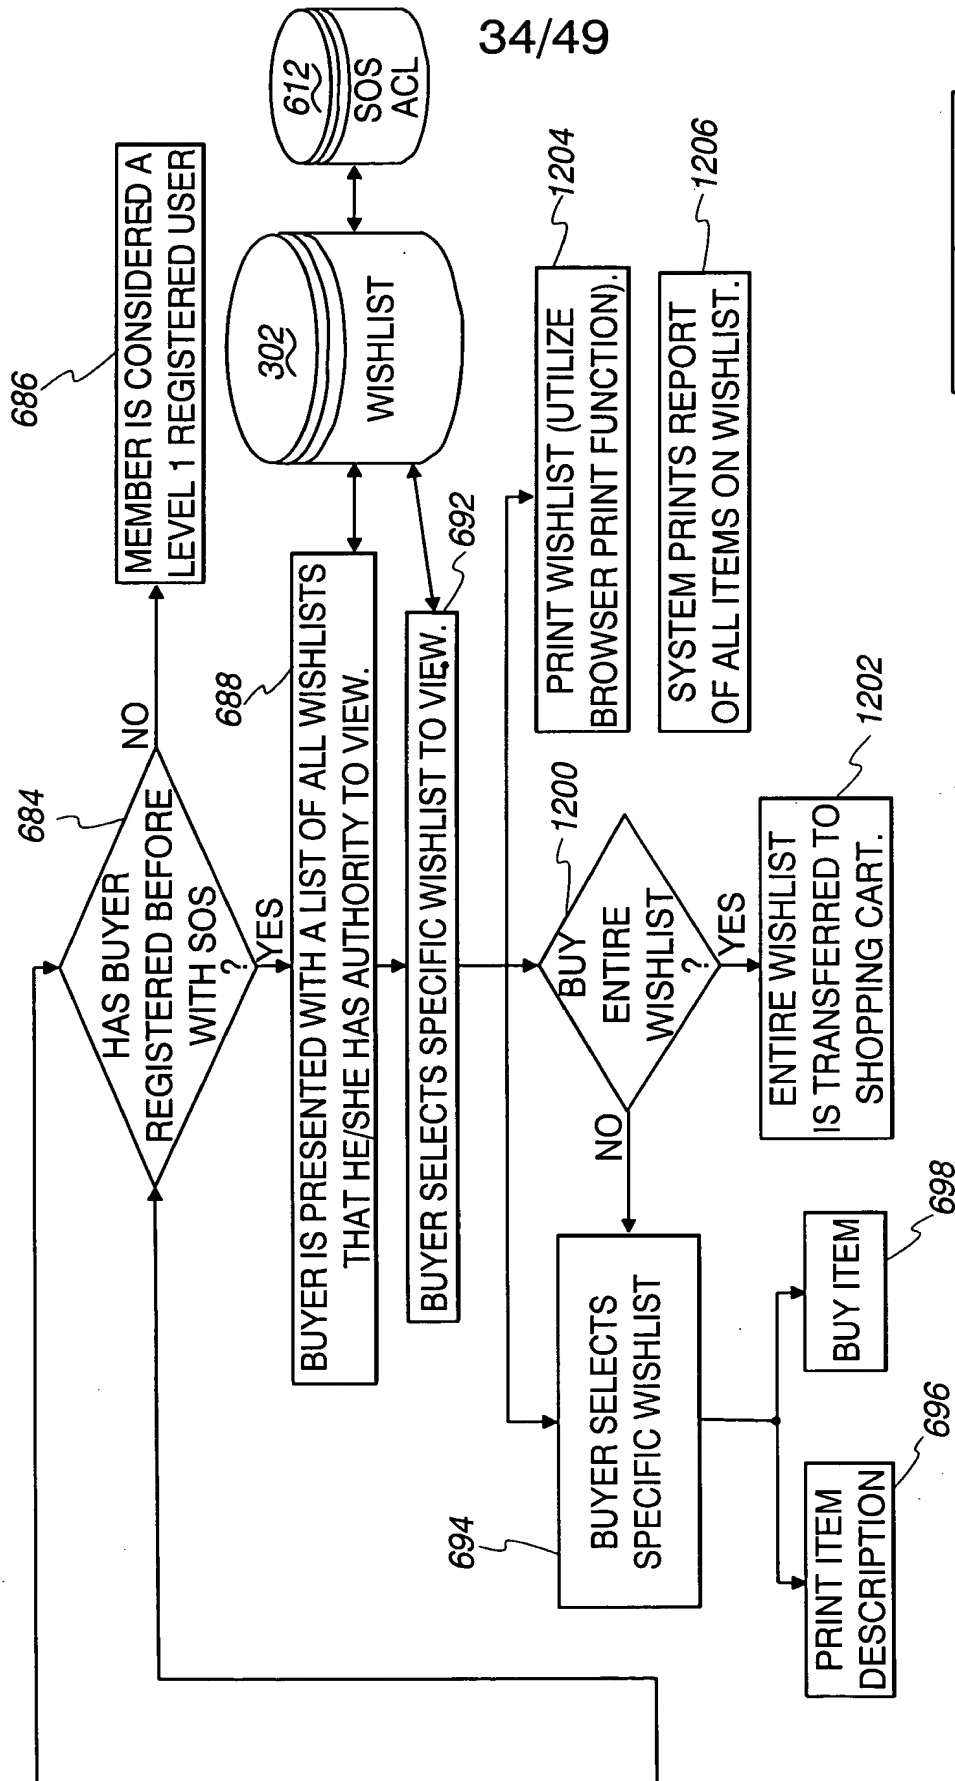 34/49
684
HAS BUYER
REGISTERED BEFORE
WITH SOS
?
NO
YES
686
MEMBER IS CONSIDERED A
LEVEL 1 REGISTERED USER
688
BUYER IS PRESENTED WITH A LIST OF ALL WISHLISTS
THAT HE/SHE HAS AUTHORITY TO VIEW.
302
WISHLIST
612
SOS
ACL
692
BUYER SELECTS SPECIFIC WISHLIST TO VIEW.
694
BUYER SELECTS
SPECIFIC WISHLIST
NO
1200
BUY
ENTIRE
WISHLIST
?
YES
1204
PRINT WISHLIST (UTILIZE
BROWSER PRINT FUNCTION).
1206
SYSTEM PRINTS REPORT
OF ALL ITEMS ON WISHLIST.
1202
ENTIRE WISHLIST
IS TRANSFERRED TO
SHOPPING CART.
PRINT ITEM
DESCRIPTION
696
BUY ITEM
698